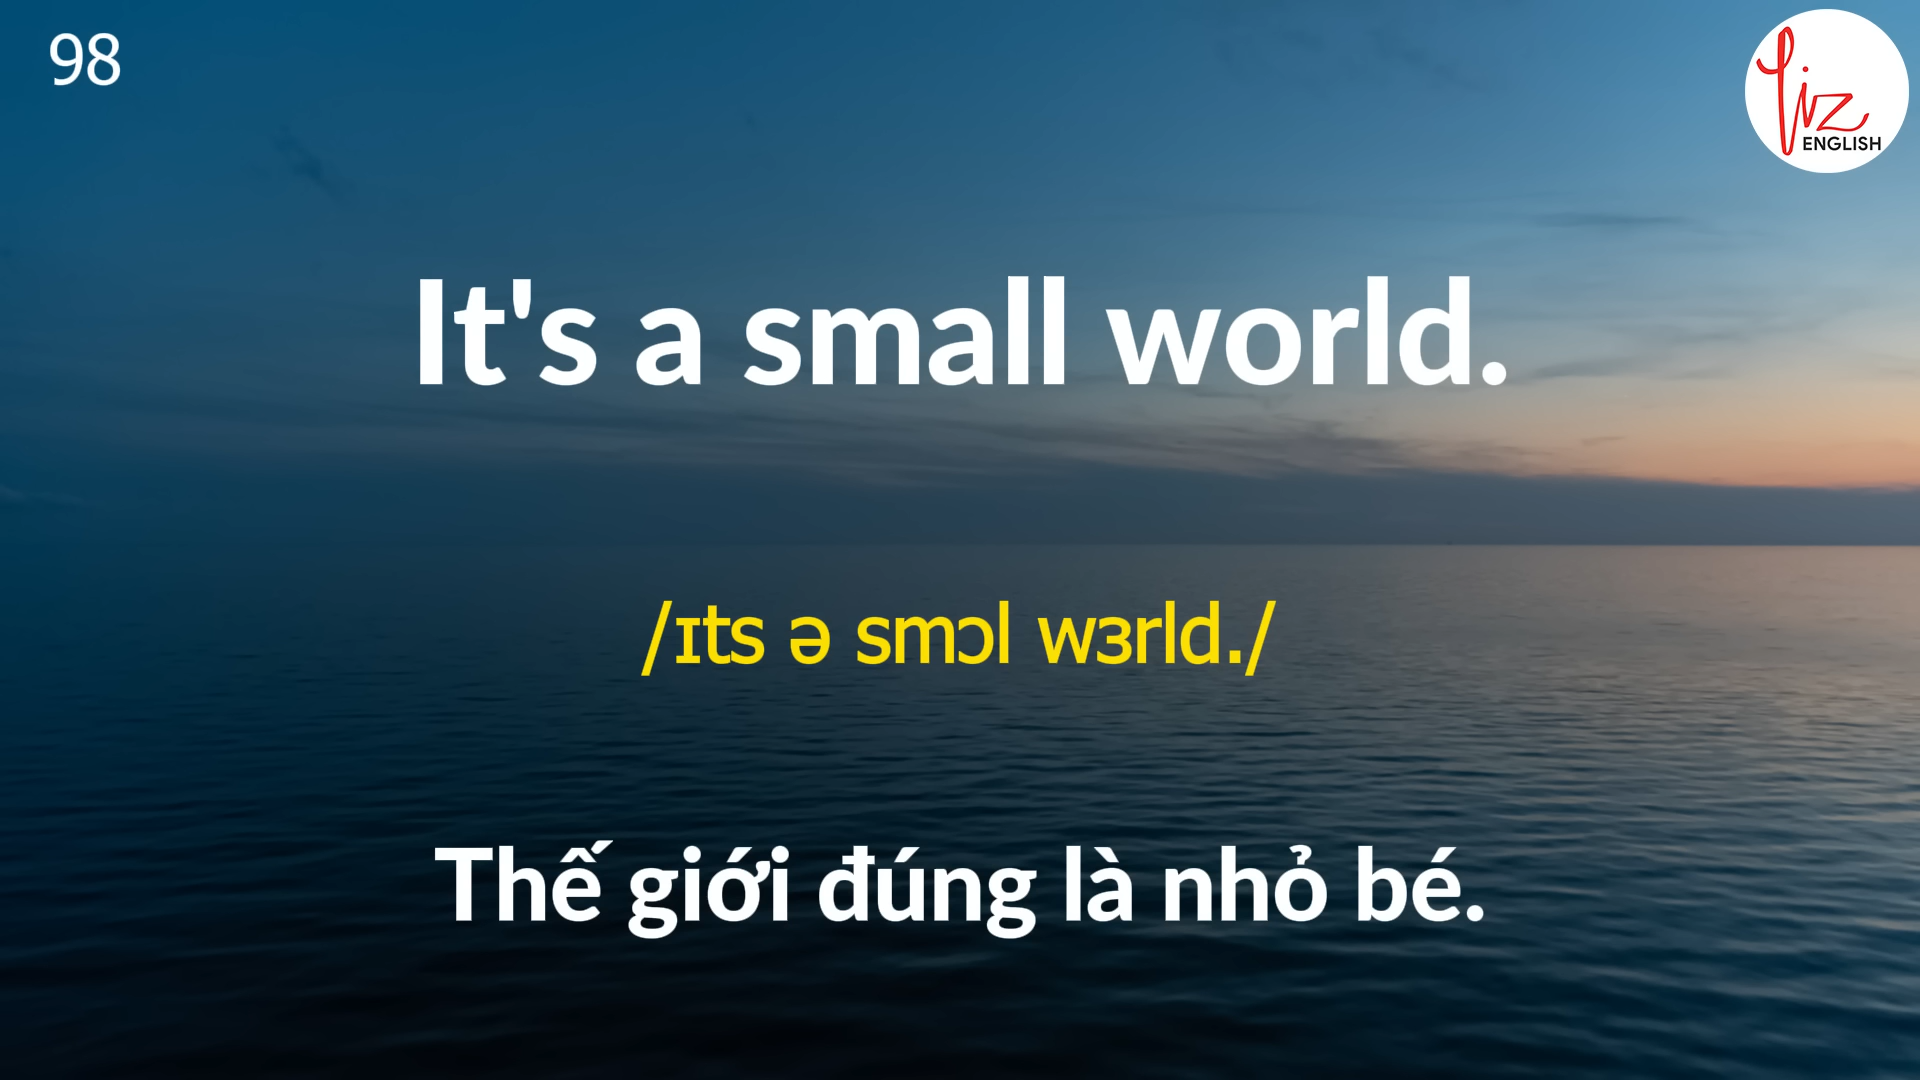 98
Liz
ENGLISH
It's a small world.
/ɪts ə smɔl wɜrld./
Thế giới đúng là nhỏ bé.